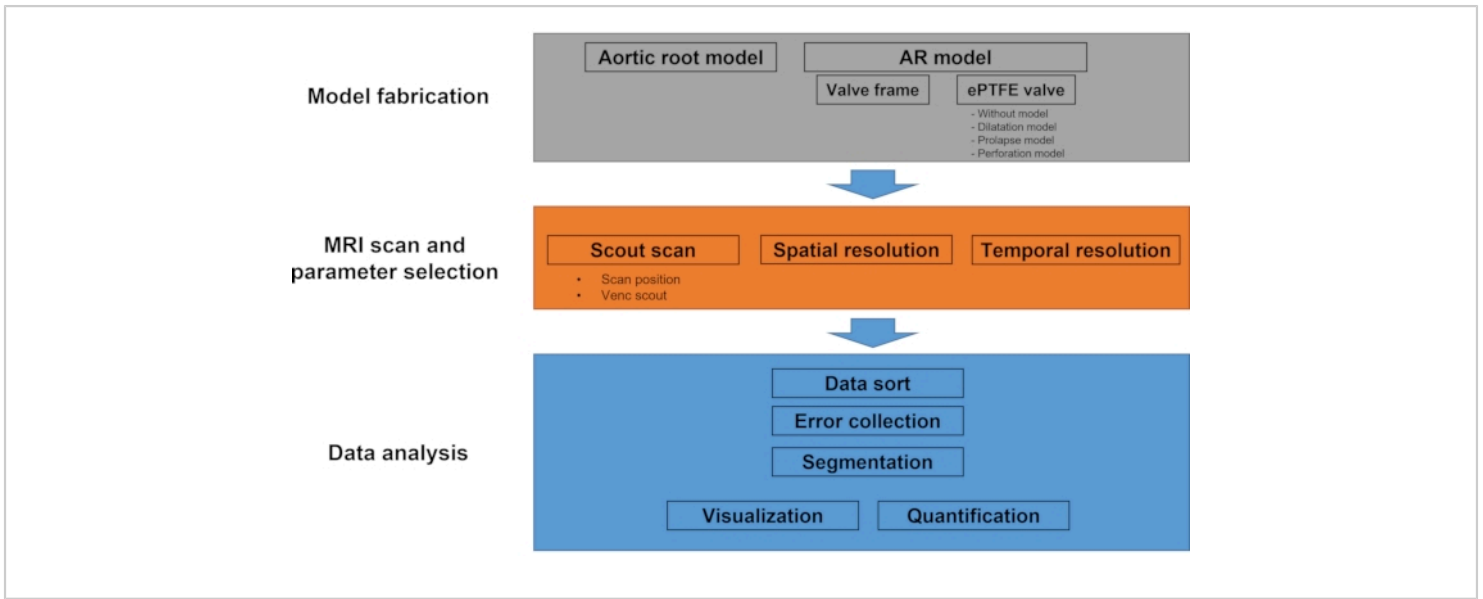 Model fabrication
Aortic root model
AR model
Valve frame
ePTFE valve
- Without model
- Dilatation model
- Prolapse model
- Perforation model
MRI scan and
parameter selection
Scout scan
• Scan position
• Venc scout
Spatial resolution
Temporal resolution
Data analysis
Data sort
Error collection
Segmentation
Visualization
Quantification